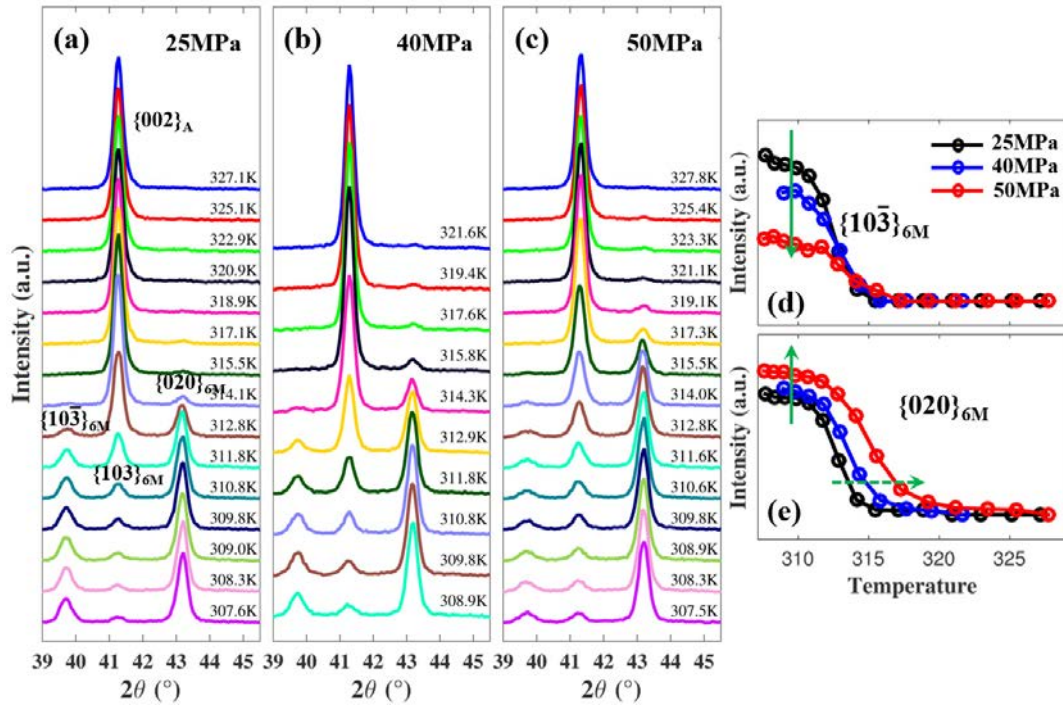 (a) 25MPa
{002}A
327.1K
325.1K
322.9K
320.9K
318.9K
317.1K
315.5K
{020}6M
314.1K
{103̅}6M
312.8K
311.8K
{103}6M
310.8K
309.8K
309.0K
308.3K
307.6K
39 40 41 42 43 44 45
2θ (°)
Intensity (a.u.)
(b) 40MPa
321.6K
319.4K
317.6K
315.8K
314.3K
312.9K
311.8K
310.8K
309.8K
308.9K
39 40 41 42 43 44 45
2θ (°)
(c) 50MPa
327.8K
325.4K
323.3K
321.1K
319.1K
317.3K
315.5K
314.0K
312.8K
311.6K
310.6K
309.8K
308.9K
308.3K
307.5K
39 40 41 42 43 44 45
2θ (°)
25MPa
40MPa
50MPa
{103̅}6M
(d)
Intensity (a.u.)
{020}6M
(e)
Intensity (a.u.)
310 315 320 325
Temperature